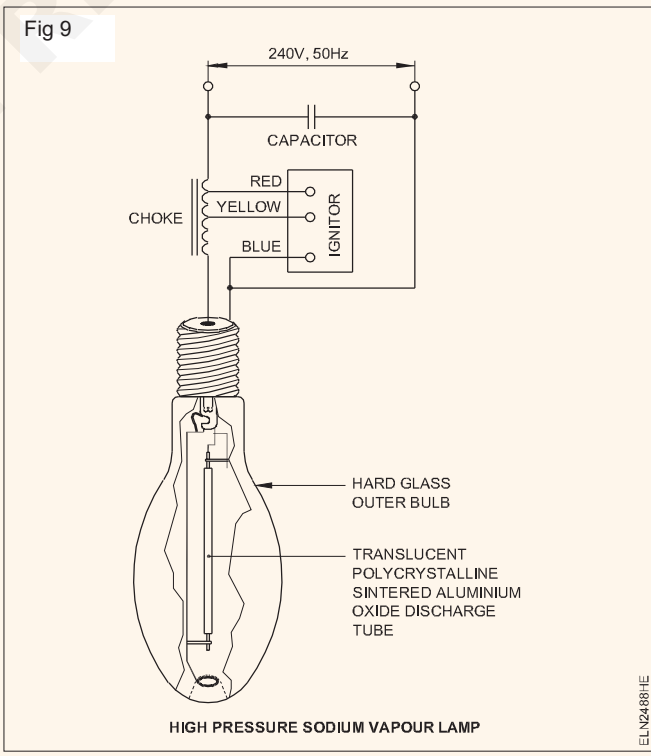 Fig 9
240V, 50Hz
CAPACITOR
RED
YELLOW
CHOKE
BLUE
IGNITOR
HARD GLASS
OUTER BULB
TRANSLUCENT
POLYCRYSTALLINE
SINTERED ALUMINIUM
OXIDE DISCHARGE
TUBE
HIGH PRESSURE SODIUM VAPOUR LAMP
ELN2488HE